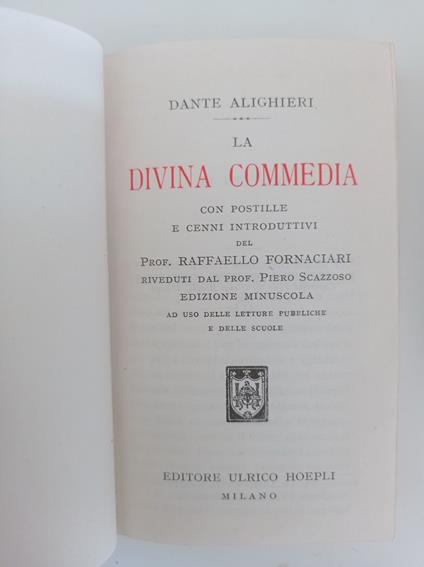 DANTE ALIGHIERI
LA
DIVINA COMMEDIA
CON POSTILLE
E CENNI INTRODUTTIVI
DEL
PROF. RAFFAELLO FORNACIARI
RIVEDUTI DAL PROF. PIERO SCAZZOSO
EDIZIONE MINUSCOLA
AD USO DELLE LETTURE PUBBLICHE
E DELLE SCUOLE
EDITORE ULRICO HOEPLI
MILANO